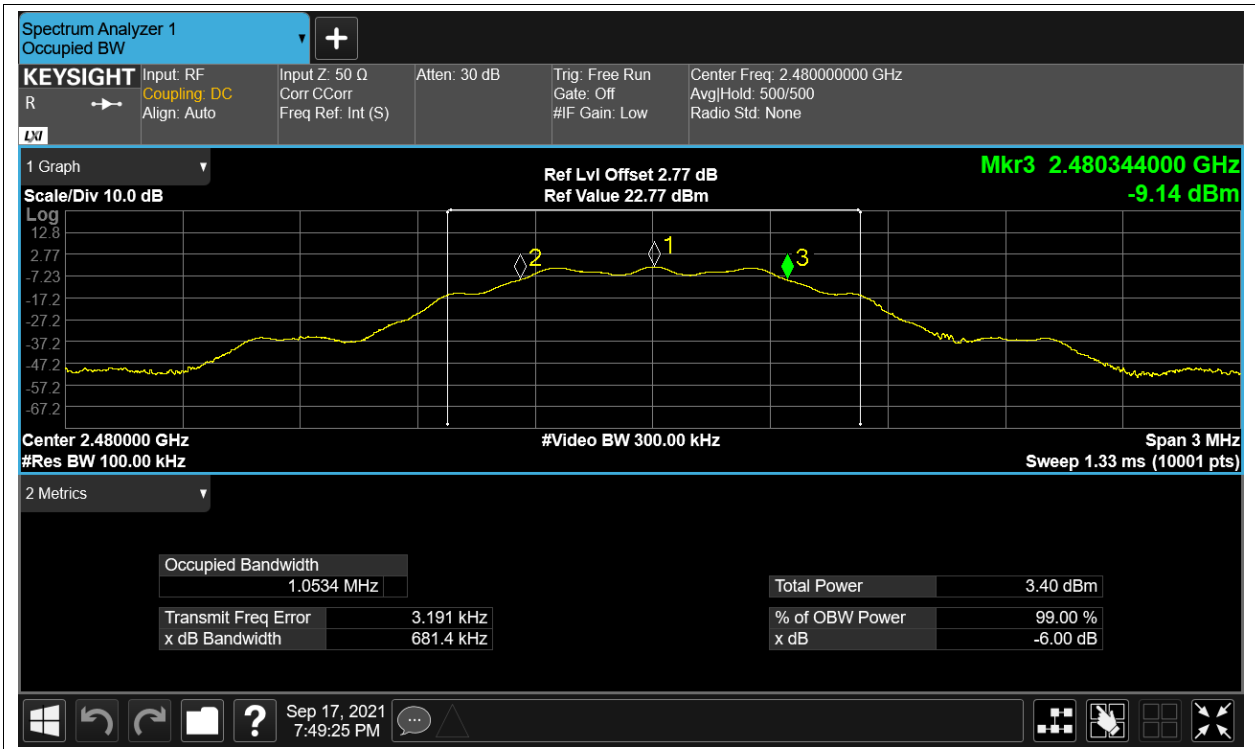 Spectrum Analyzer 1
Occupied BW
KEYSIGHT
R
LXI
Input: RF
Coupling: DC
Align: Auto
Input Z: 50 Ω
Corr CCorr
Freq Ref: Int (S)
Atten: 30 dB
Trig: Free Run
Gate: Off
#IF Gain: Low
Center Freq: 2.480000000 GHz
Avg|Hold: 500/500
Radio Std: None
1 Graph
Scale/Div 10.0 dB
Ref Lvl Offset 2.77 dB
Ref Value 22.77 dBm
Mkr3 2.480344000 GHz
-9.14 dBm
Log
12.8
2.77
-7.23
-17.2
-27.2
-37.2
-47.2
-57.2
-67.2
2
1
3
Center 2.480000 GHz
#Res BW 100.00 kHz
#Video BW 300.00 kHz
Span 3 MHz
Sweep 1.33 ms (10001 pts)
2 Metrics
Occupied Bandwidth
1.0534 MHz
Transmit Freq Error 3.191 kHz
x dB Bandwidth 681.4 kHz
Total Power 3.40 dBm
% of OBW Power 99.00 %
x dB -6.00 dB
?
Sep 17, 2021
7:49:25 PM